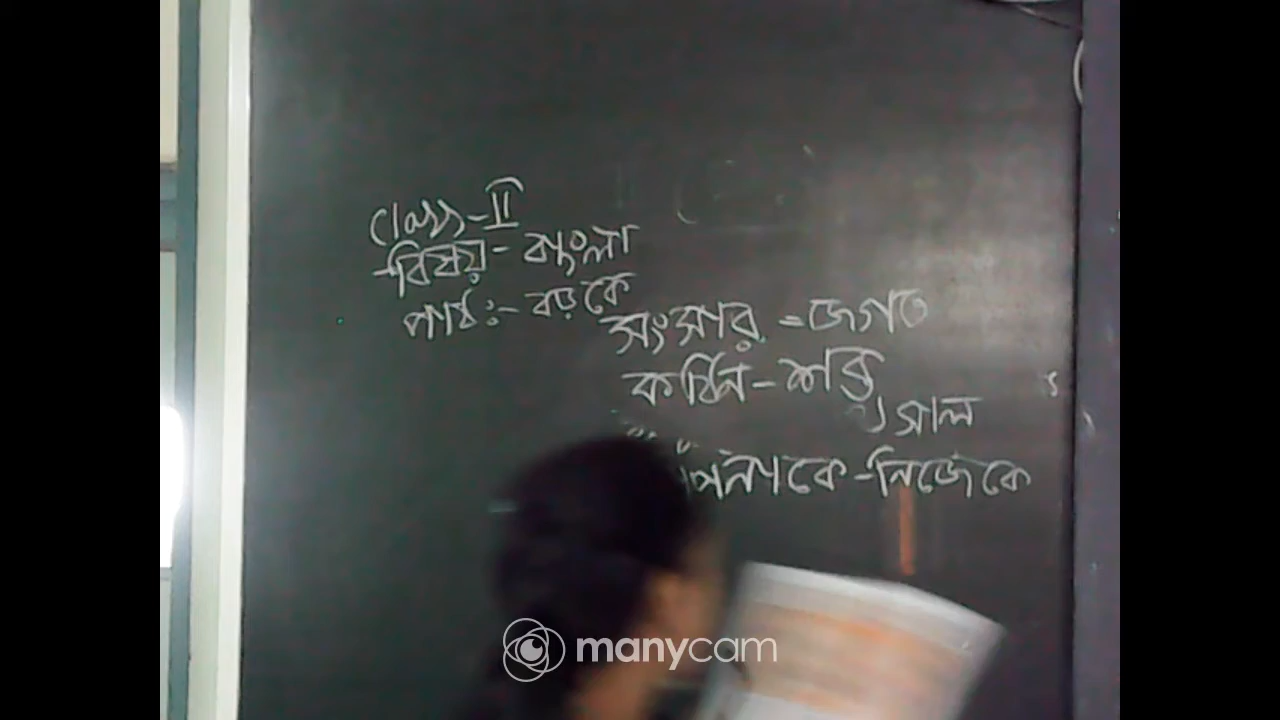 Class-II
বিষয় - বাংলা
পাঠ:- বড় কে
সংসার = জগত
কঠিন - শক্ত
সাল
পনাকে - নিজেকে
manycam